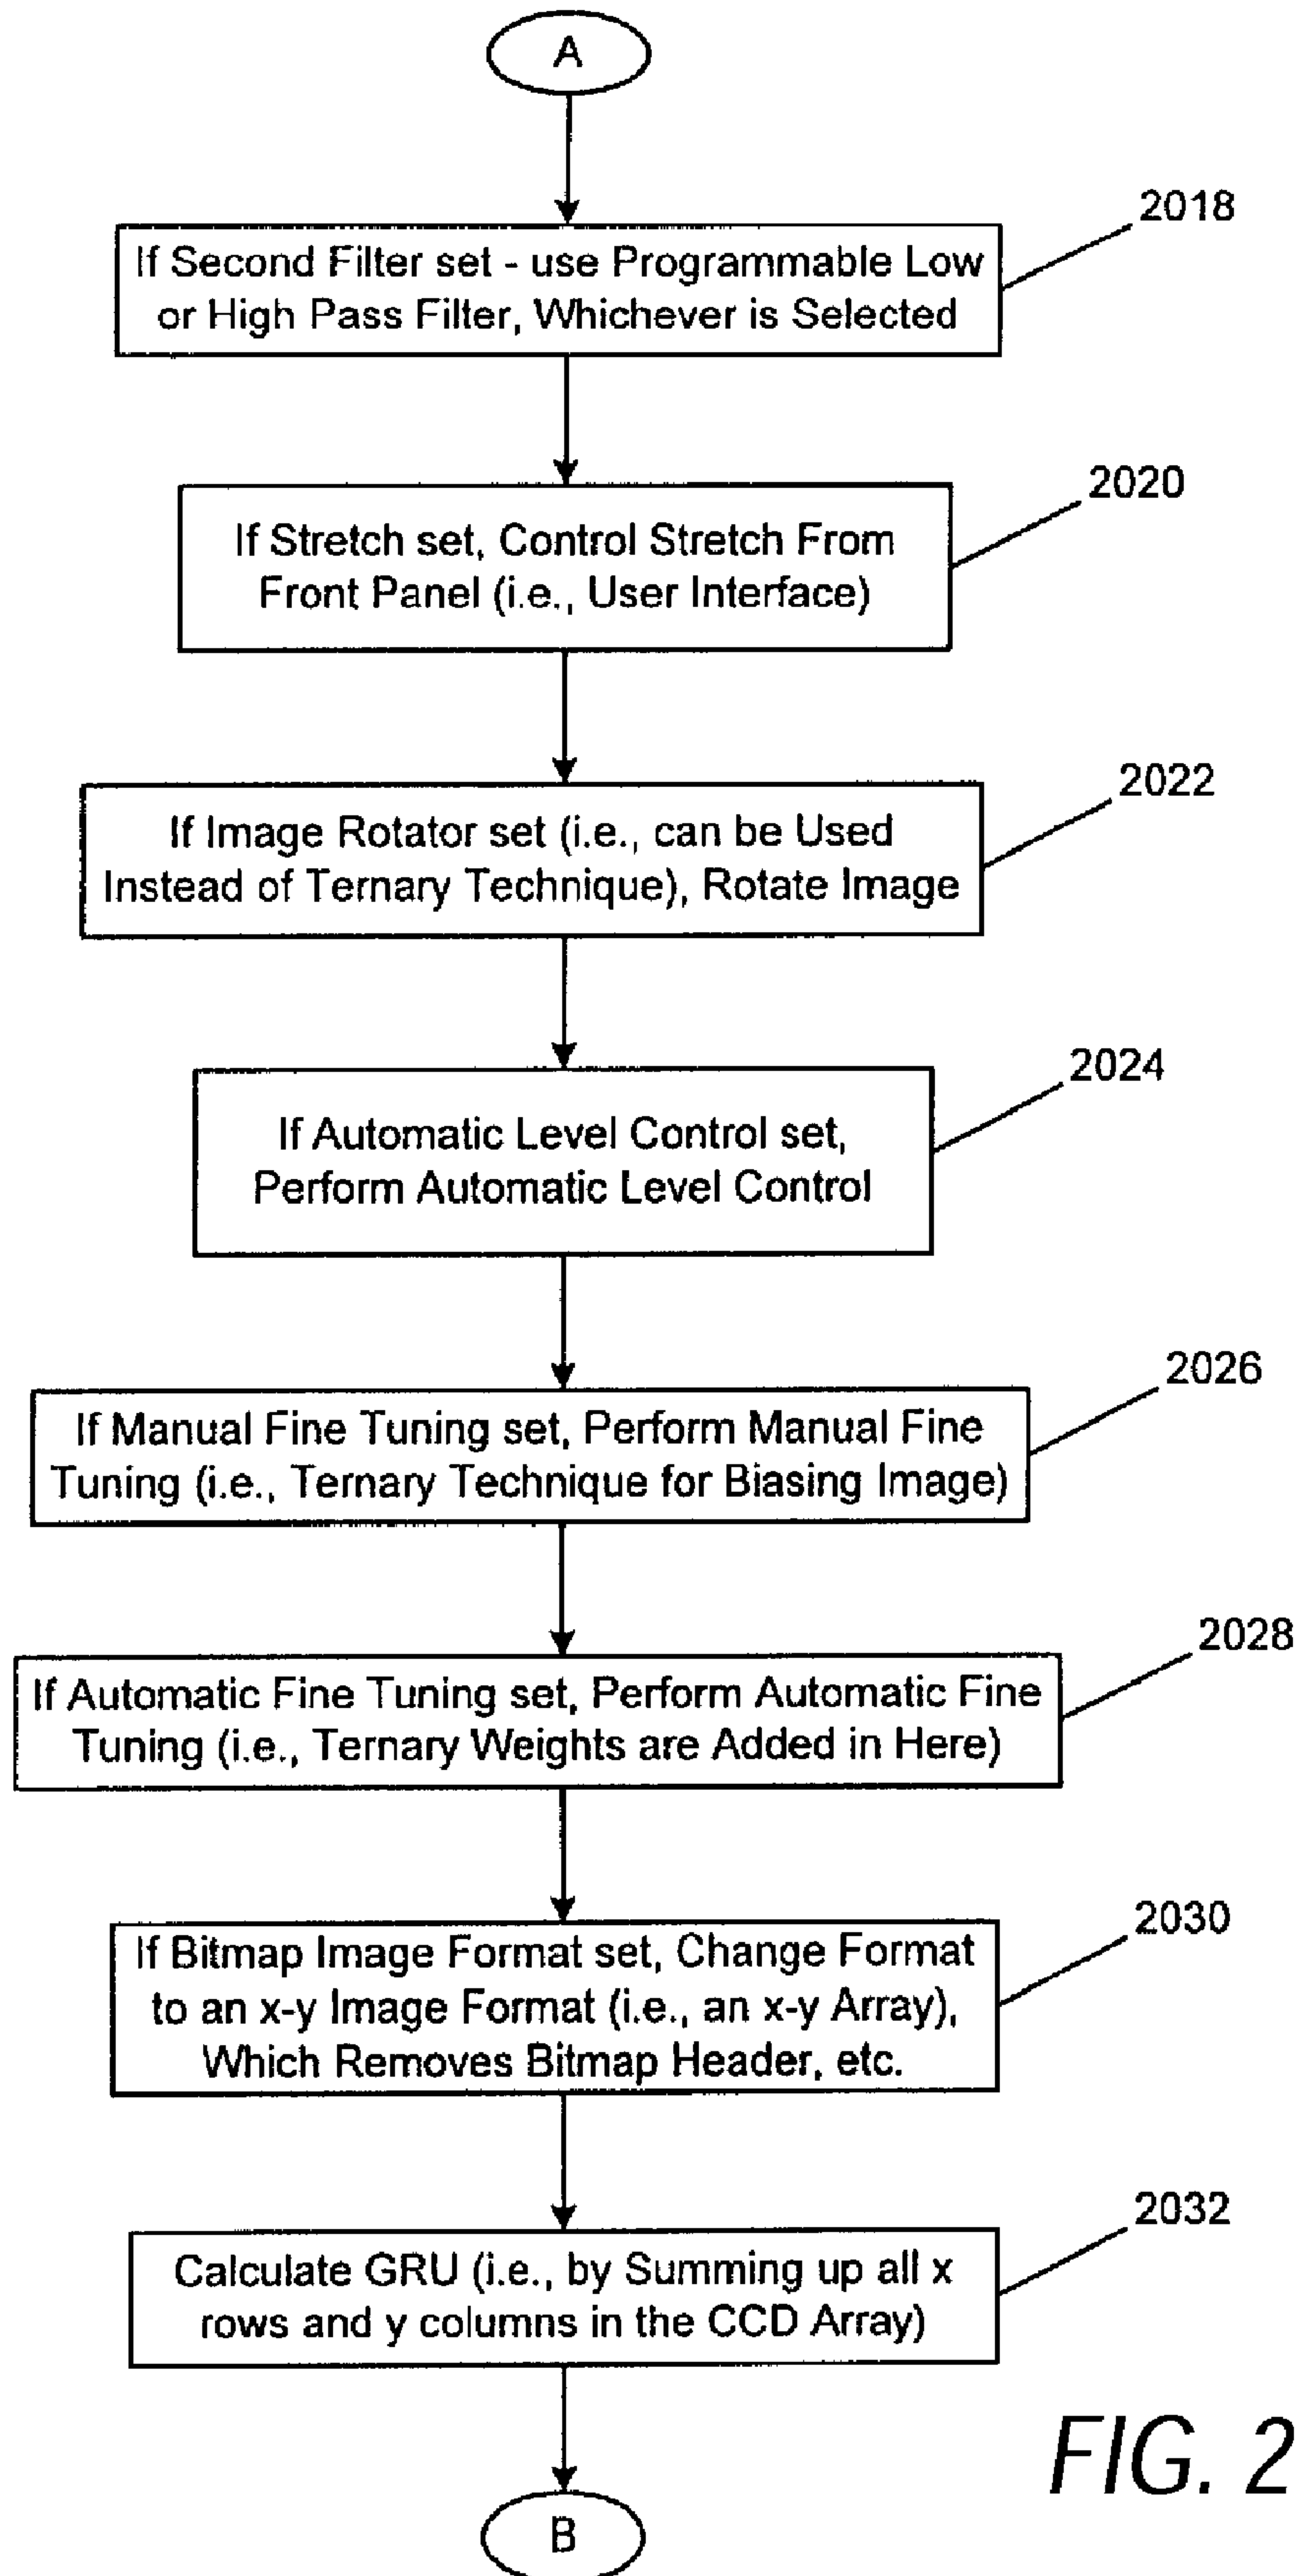 A
2018
If Second Filter set - use Programmable Low
or High Pass Filter, Whichever is Selected
2020
If Stretch set, Control Stretch From
Front Panel (i.e., User Interface)
2022
If Image Rotator set (i.e., can be Used
Instead of Ternary Technique), Rotate Image
2024
If Automatic Level Control set,
Perform Automatic Level Control
2026
If Manual Fine Tuning set, Perform Manual Fine
Tuning (i.e., Ternary Technique for Biasing Image)
2028
If Automatic Fine Tuning set, Perform Automatic Fine
Tuning (i.e., Ternary Weights are Added in Here)
2030
If Bitmap Image Format set, Change Format
to an x-y Image Format (i.e., an x-y Array),
Which Removes Bitmap Header, etc.
2032
Calculate GRU (i.e., by Summing up all x
rows and y columns in the CCD Array)
B
FIG. 2